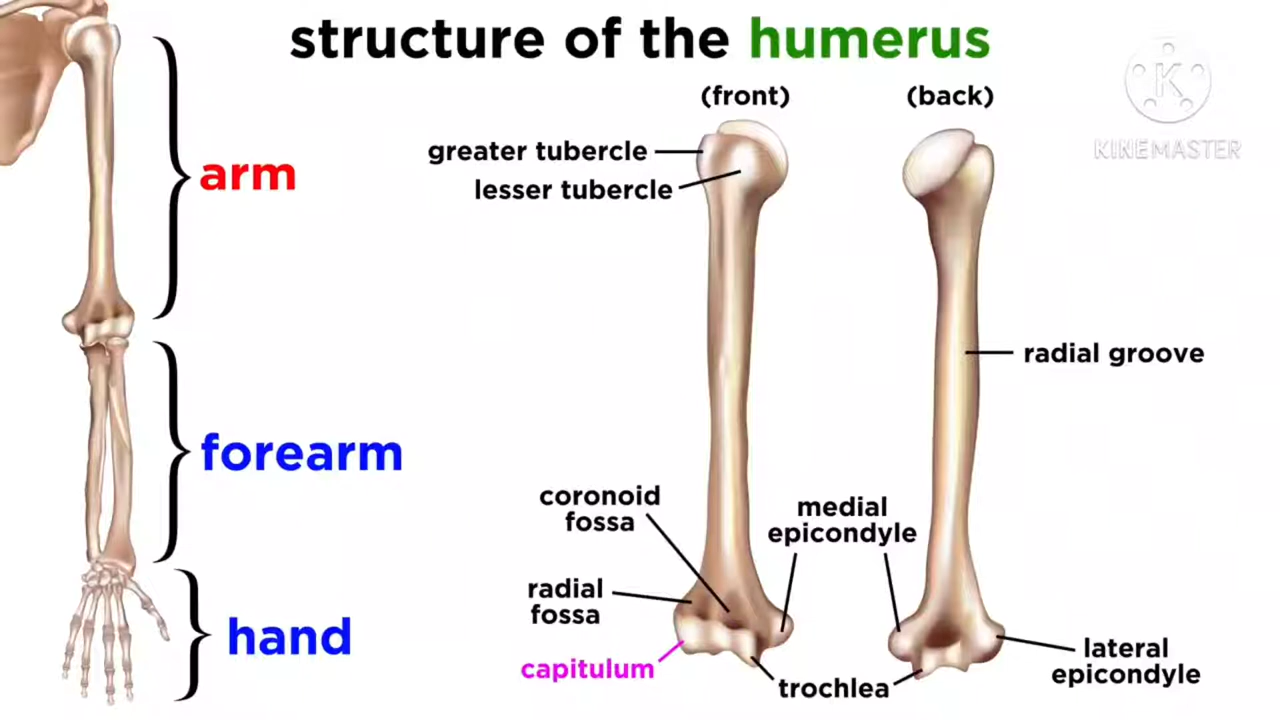 structure of the humerus
(front)
(back)
K
KINEMASTER
greater tubercle
lesser tubercle
arm
radial groove
forearm
coronoid
fossa
medial
epicondyle
radial
fossa
hand
capitulum
lateral
epicondyle
trochlea